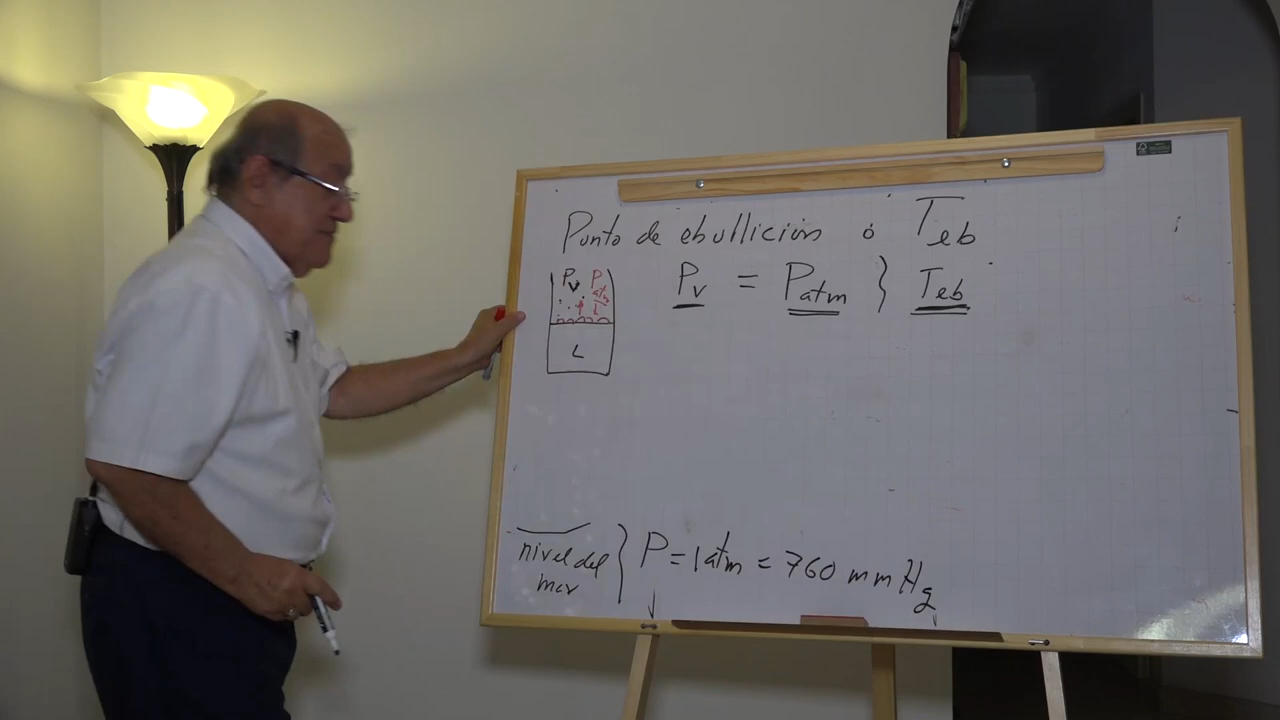 Punto de ebullición ó Teb
Pv Patm
L
Pv = Patm } Teb
nivel del
mar
} P = 1 atm = 760 mm Hg